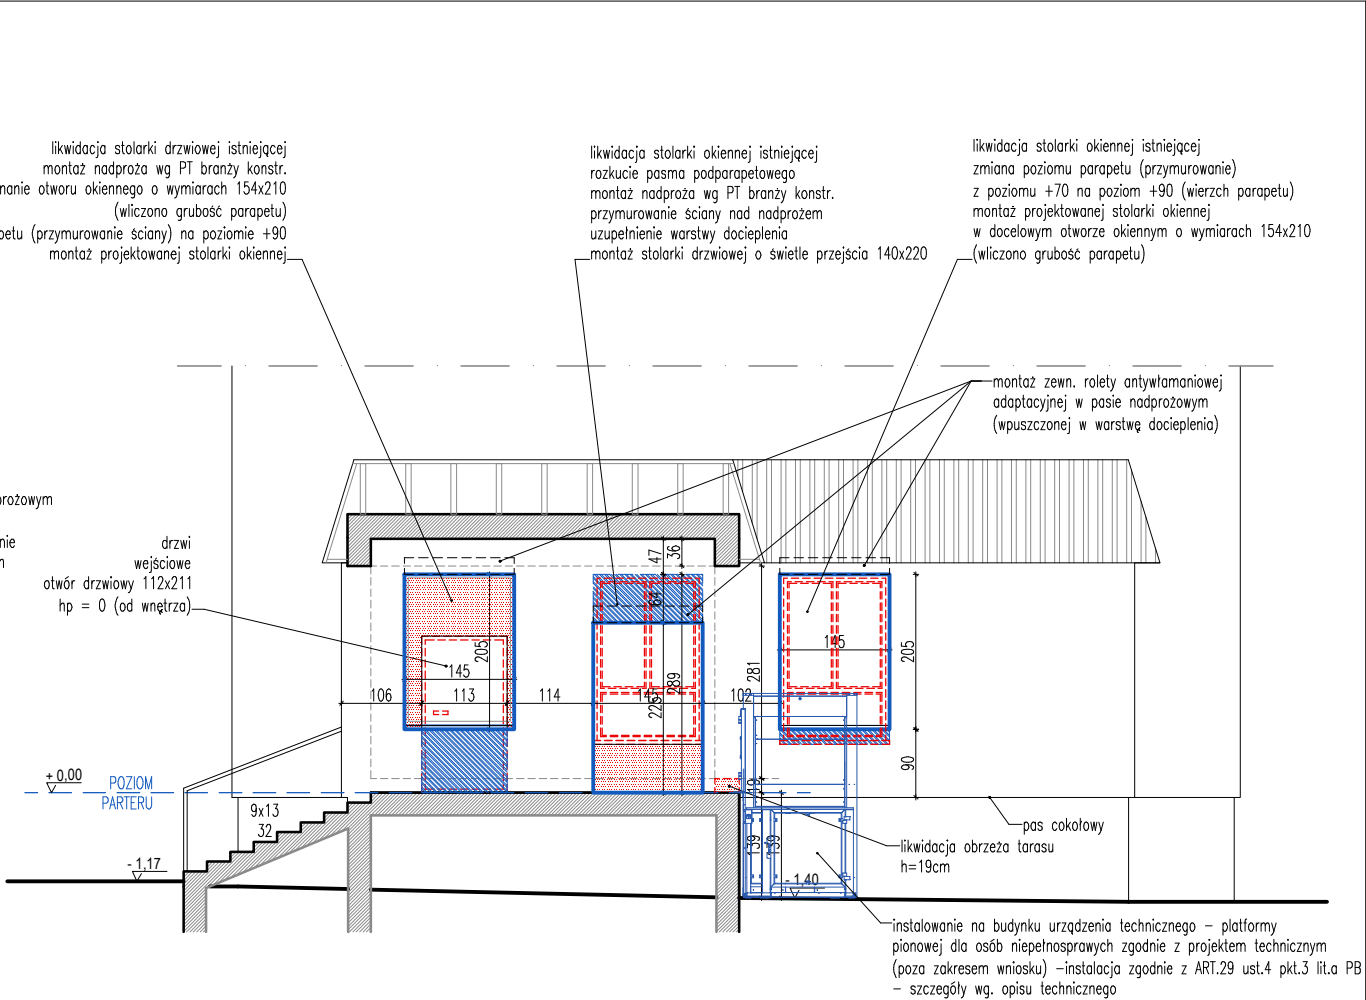 likwidacja stolarki drzwiowej istniejącej
montaż nadproża wg PT branży konstr.
nanie otworu okiennego o wymiarach 154x210
(wliczono grubość parapetu)
petu (przymurowanie ściany) na poziomie +90
montaż projektowanej stolarki okiennej
likwidacja stolarki okiennej istniejącej
rozkucie pasma podparapetowego
montaż nadproża wg PT branży konstr.
przymurowanie ściany nad nadprożem
uzupełnienie warstwy docieplenia
montaż stolarki drzwiowej o świetle przejścia 140x220
likwidacja stolarki okiennej istniejącej
zmiana poziomu parapetu (przymurowanie)
z poziomu +70 na poziom +90 (wierzch parapetu)
montaż projektowanej stolarki okiennej
w docelowym otworze okiennym o wymiarach 154x210
(wliczono grubość parapetu)
montaż zewn. rolety antywłamaniowej
adaptacyjnej w pasie nadprożowym
(wpuszczonej w warstwę docieplenia)
prożowym
nie
drzwi
wejściowe
otwór drzwiowy 112x211
hp = 0 (od wnętrza)
47
36
64
205
145
106
113
114
145
289
229
102
281
145
205
90
19
139
139
+ 0,00
POZIOM
PARTERU
9x13
32
- 1,17
- 1,40
pas cokołowy
likwidacja obrzeża tarasu
h=19cm
instalowanie na budynku urządzenia technicznego – platformy
pionowej dla osób niepełnosprawych zgodnie z projektem technicznym
(poza zakresem wniosku) –instalacja zgodnie z ART.29 ust.4 pkt.3 lit.a PB
– szczegóły wg. opisu technicznego